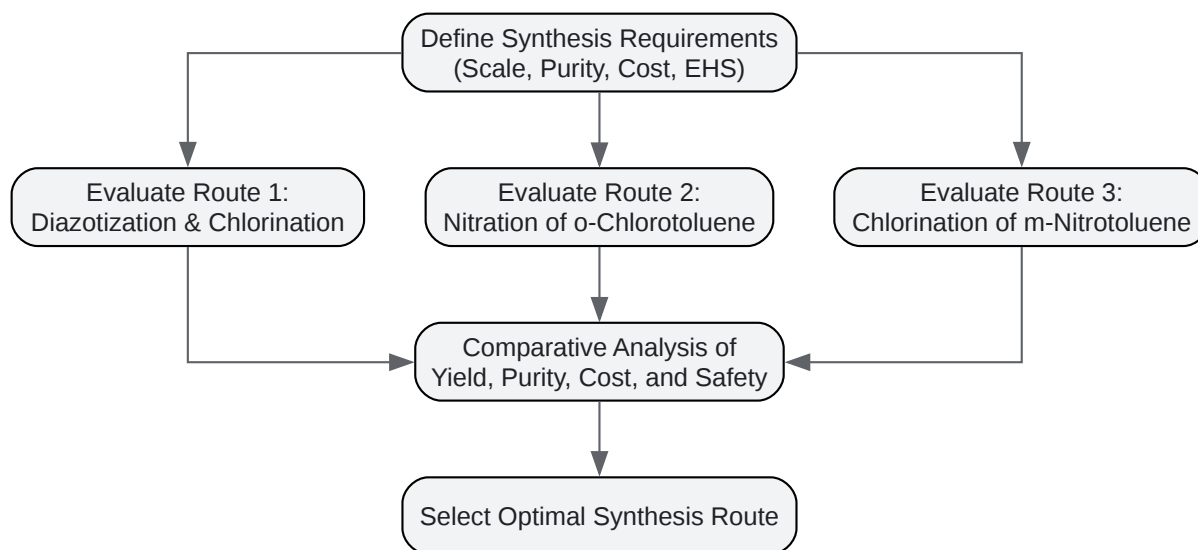 Define Synthesis Requirements
(Scale, Purity, Cost, EHS)
Evaluate Route 1:
Diazotization & Chlorination
Evaluate Route 2:
Nitration of o-Chlorotoluene
Evaluate Route 3:
Chlorination of m-Nitrotoluene
Comparative Analysis of
Yield, Purity, Cost, and Safety
Select Optimal Synthesis Route